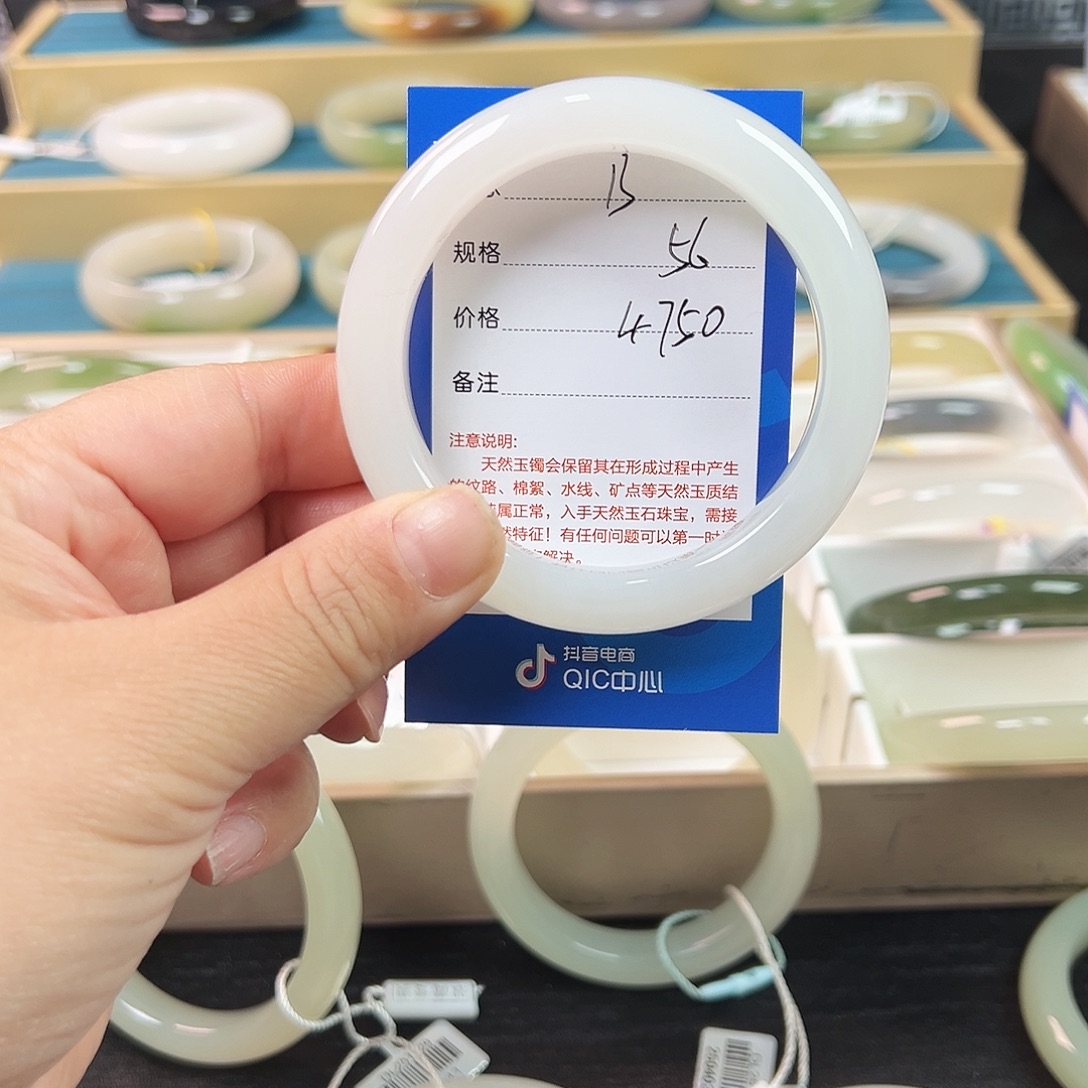 13
规格 56
价格 4750
备注
注意说明:
天然玉镯会保留其在形成过程中产生
的纹路、棉絮、水线、矿点等天然玉质结
属正常，入手天然玉石珠宝，需接
然特征！有任何问题可以第一时
解决。
抖音电商
QIC中心